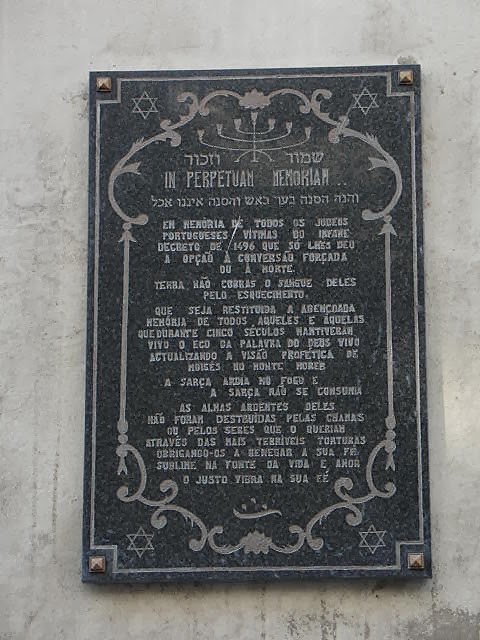 שמור וזכור
IN PERPETUAM MEMORIAM...
והנה הסנה בער באש והסנה איננו אכל
EM MEMÓRIA DE TODOS OS JUDEUS
PORTUGUESES VÍTIMAS DO INFAME
DECRETO DE 1496 QUE SÓ LHES DEU
A OPÇÃO Á CONVERSÃO FORÇADA
OU Á MORTE.
TERRA NÃO CUBRAS O SANGUE DELES
PELO ESQUECIMENTO.
QUE SEJA RESTITUIDA A ABENÇOADA
MEMÓRIA DE TODOS AQUELES E AQUELAS
QUE DURANTE CINCO SÉCULOS MANTIVERAM
VIVO O ECO DA PALAVRA DO DEUS VIVO
ACTUALIZANDO A VISÃO PROFÉTICA DE
MOISÉS NO MONTE HOREB
A SARÇA ARDIA NO FOGO E
A SARÇA NÃO SE CONSUMIA
AS ALMAS ARDENTES DELES
NÃO FORAM DESTRUÍDAS PELAS CHAMAS
OU PELOS SERES QUE O QUERIAM
ATRAVÉS DAS MAIS TERRÍVEIS TORTURAS
OBRIGANDO-OS A RENEGAR A SUA FÉ
SUBLIME NA FONTE DA VIDA E AMOR
O JUSTO VIBRA NA SUA FÉ